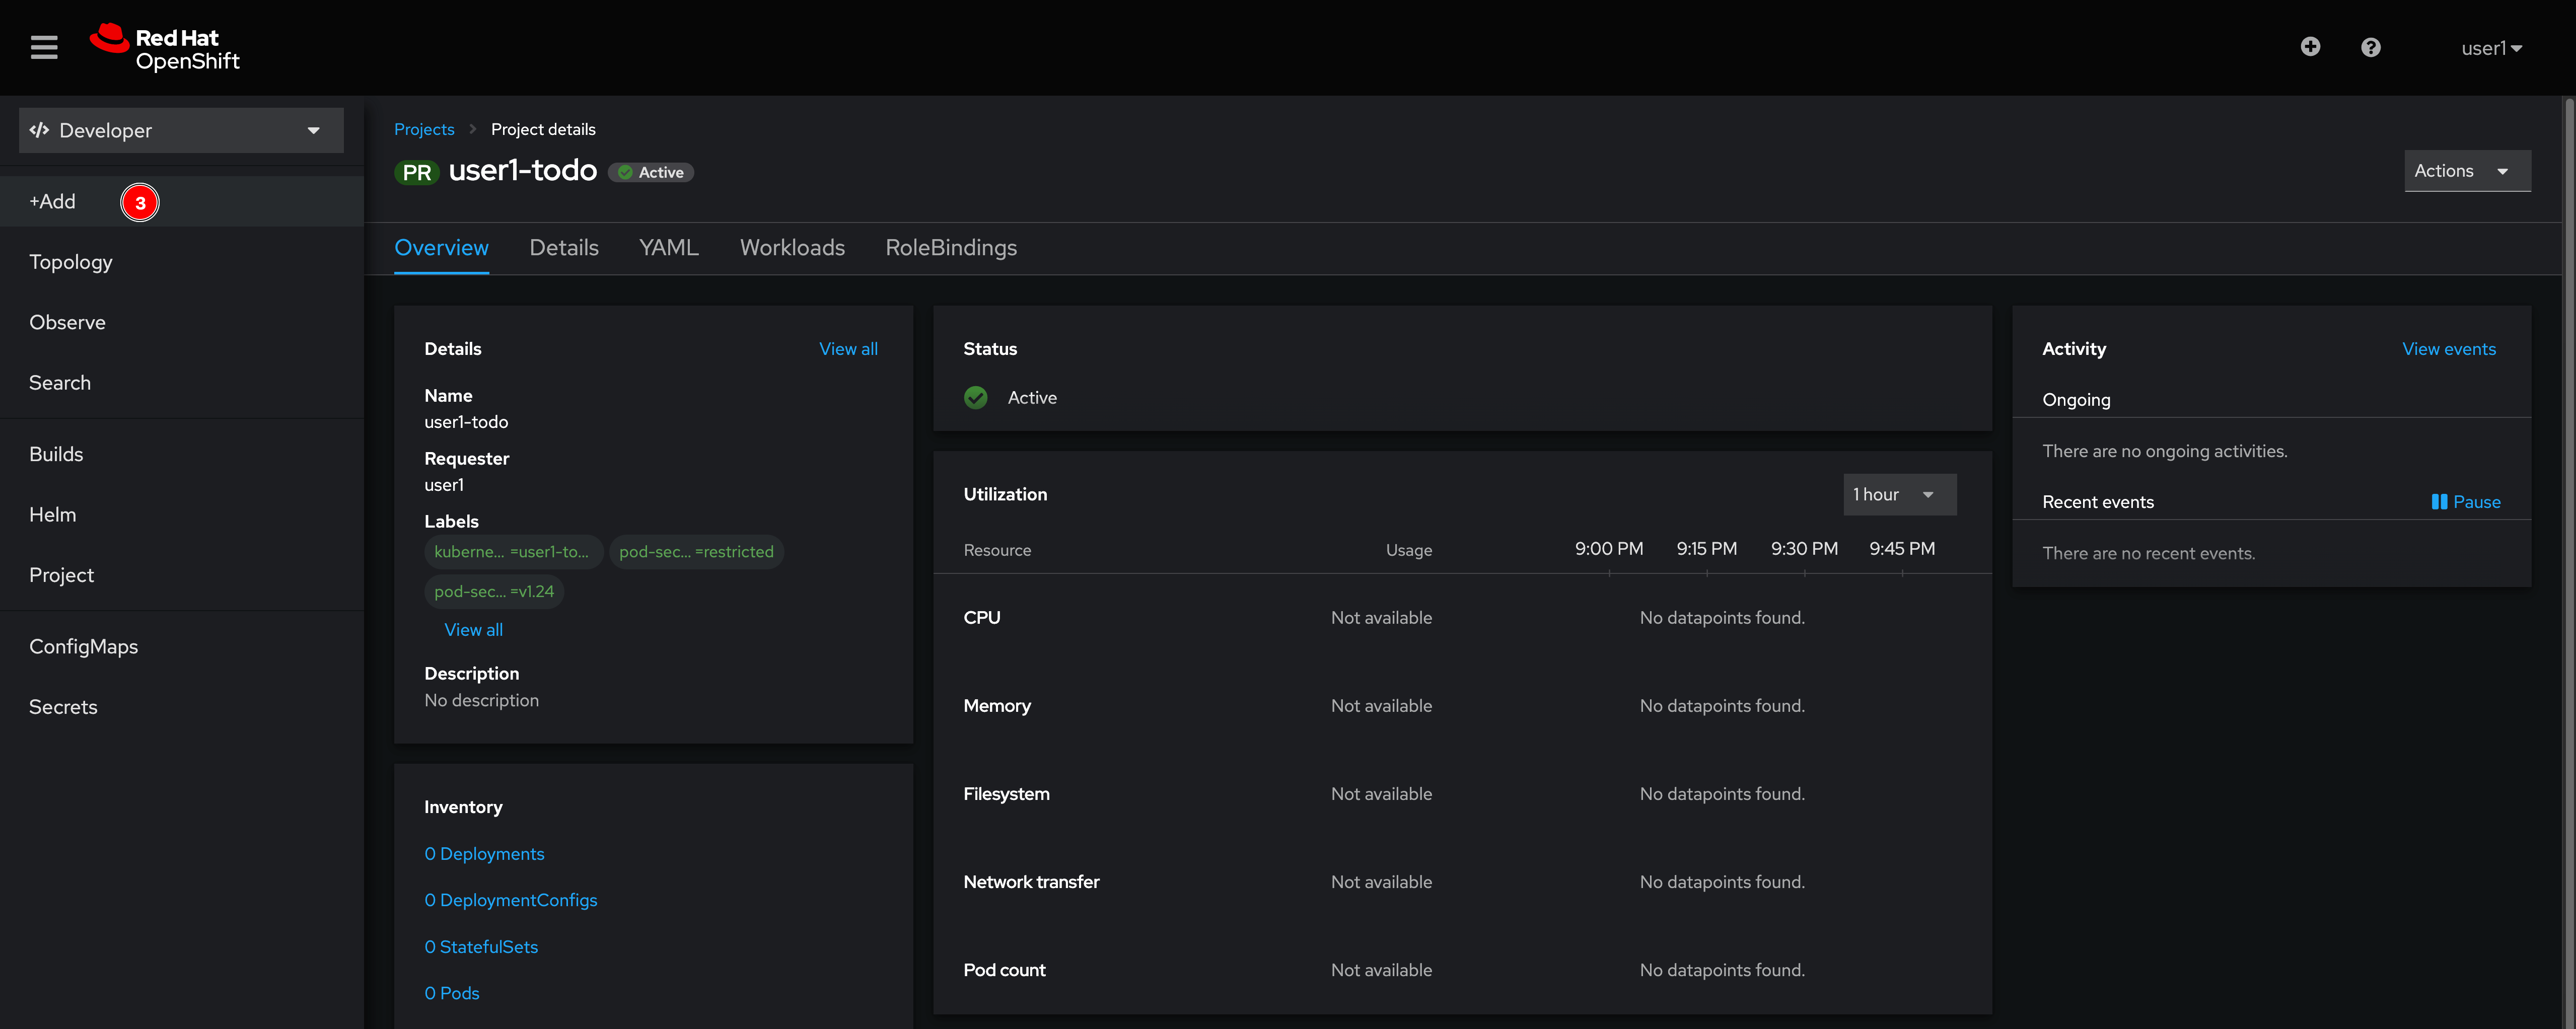 Red Hat
OpenShift
user1
Developer
+Add
3
Topology
Observe
Search
Builds
Helm
Project
ConfigMaps
Secrets
Projects
Project details
PR user1-todo
Active
Actions
Overview
Details
YAML
Workloads
RoleBindings
Details
View all
Name
user1-todo
Requester
user1
Labels
kuberne... =user1-to...
pod-sec... =restricted
pod-sec... =v1.24
View all
Description
No description
Inventory
0 Deployments
0 DeploymentConfigs
0 StatefulSets
0 Pods
Status
Active
Utilization
1 hour
Resource Usage 9:00 PM 9:15 PM 9:30 PM 9:45 PM
CPU Not available No datapoints found.
Memory Not available No datapoints found.
Filesystem Not available No datapoints found.
Network transfer Not available No datapoints found.
Pod count Not available No datapoints found.
Activity
View events
Ongoing
There are no ongoing activities.
Recent events
Pause
There are no recent events.